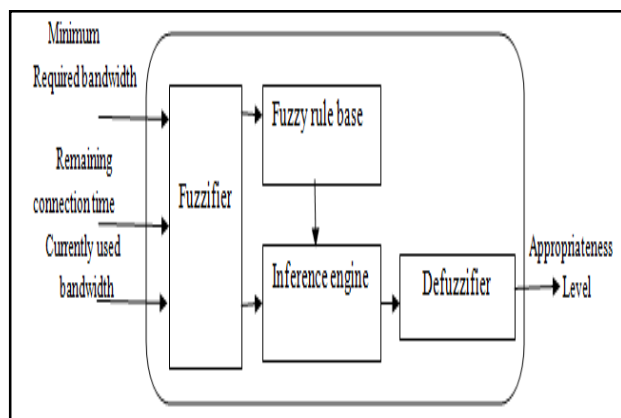 Minimum
Required bandwidth
Remaining
connection time
Currently used
bandwidth
Fuzzifier
Fuzzy rule base
Inference engine
Defuzzifier
Appropriateness
Level